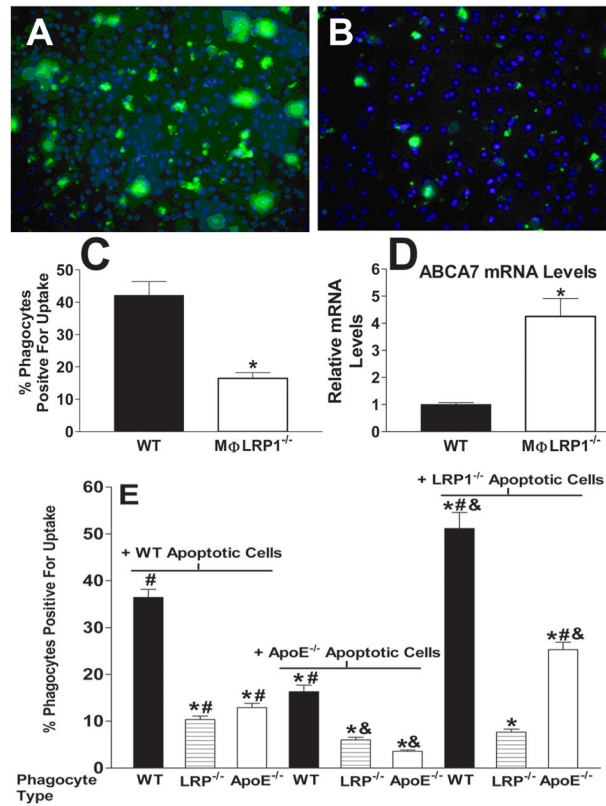 A
B
C
% Phagocytes
Positve For Uptake
50
40
30
20
10
0
WT
MΦLRP1-/-
*
D
ABCA7 mRNA Levels
Relative mRNA
Levels
6
5
4
3
2
1
0
WT
MΦLRP1-/-
*
E
% Phagocytes Positive For Uptake
60
50
40
30
20
10
0
+ WT Apoptotic Cells
+ ApoE-/- Apoptotic Cells
+ LRP1-/- Apoptotic Cells
#
*#
*#
*#
*&
*&
*#&
*
*#&
Phagocyte
Type
WT LRP-/- ApoE-/- WT LRP-/- ApoE-/- WT LRP-/- ApoE-/-